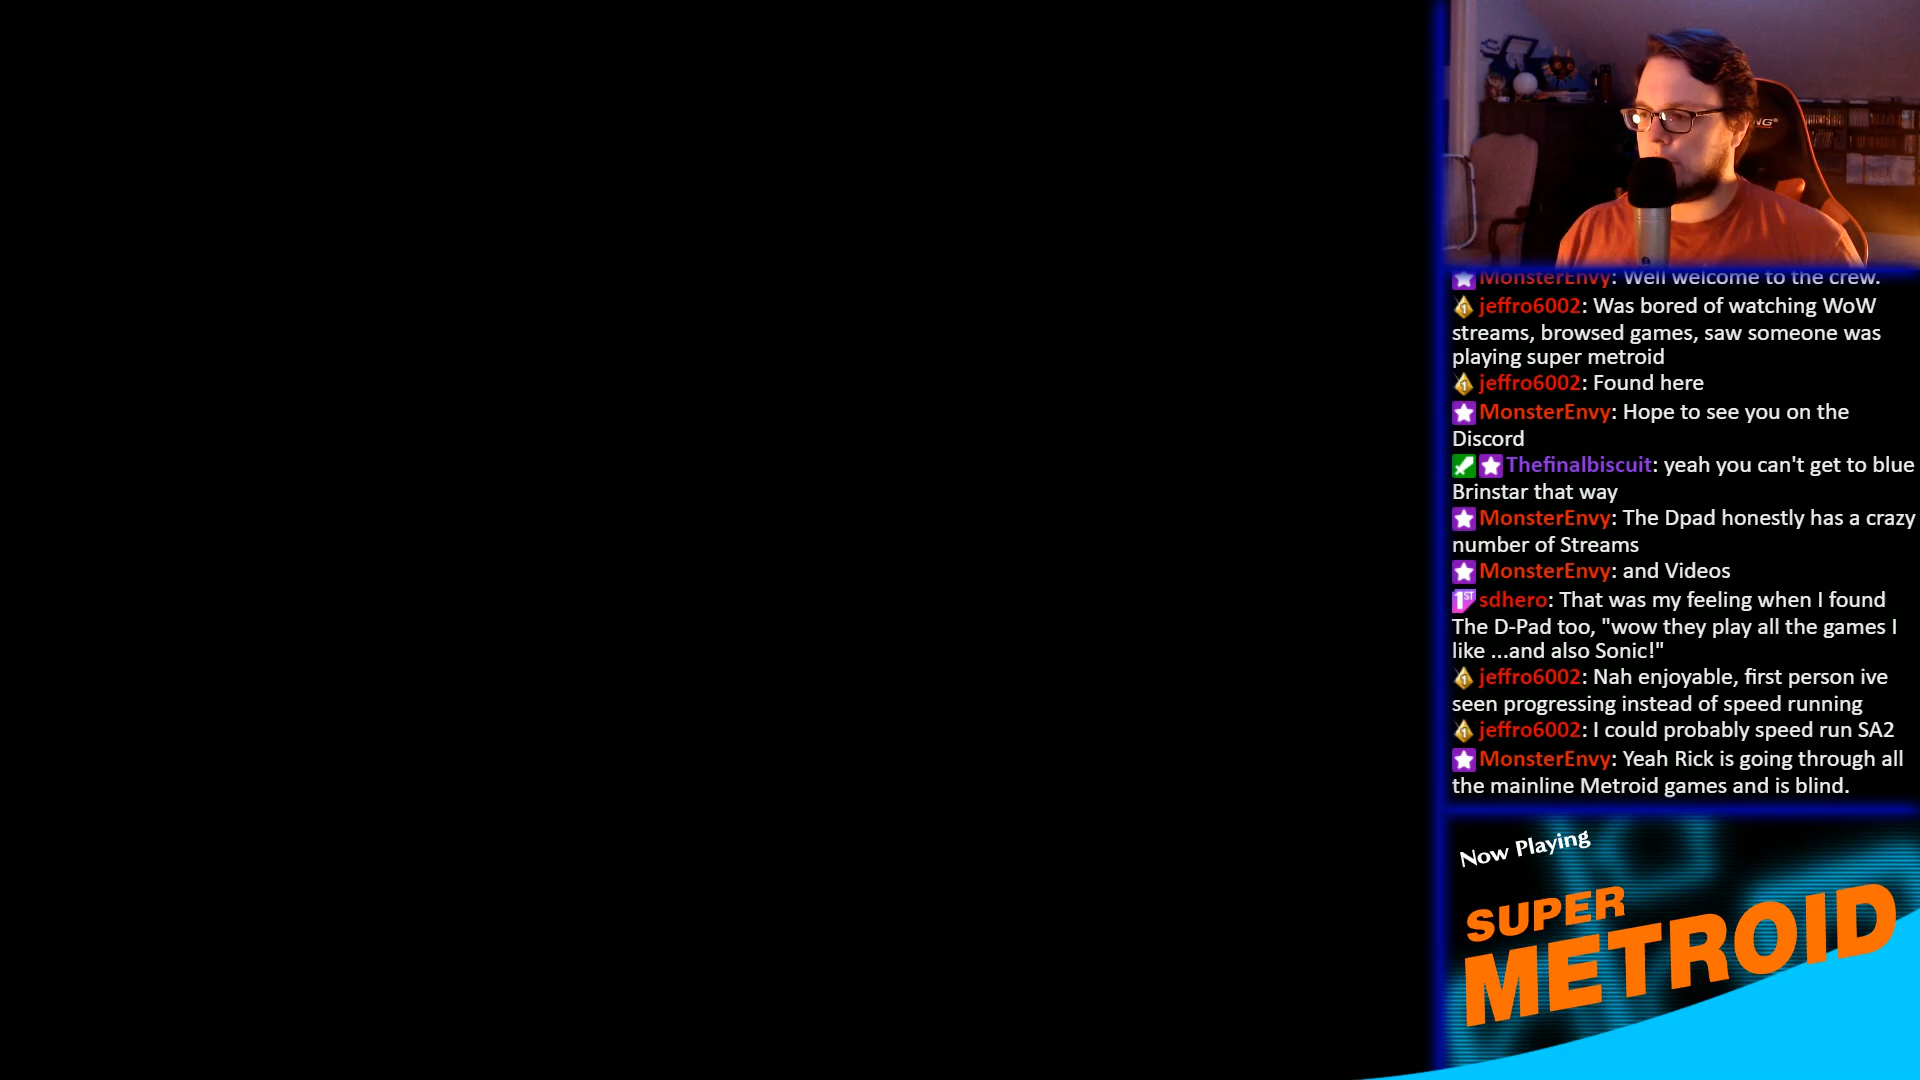 NG
MonsterEnvy: Well welcome to the crew.
jeffro6002: Was bored of watching WoW
streams, browsed games, saw someone was
playing super metroid
jeffro6002: Found here
MonsterEnvy: Hope to see you on the
Discord
Thefinalbiscuit: yeah you can't get to blue
Brinstar that way
MonsterEnvy: The Dpad honestly has a crazy
number of Streams
MonsterEnvy: and Videos
1ST sdhero: That was my feeling when I found
The D-Pad too, "wow they play all the games I
like ...and also Sonic!"
jeffro6002: Nah enjoyable, first person ive
seen progressing instead of speed running
jeffro6002: I could probably speed run SA2
MonsterEnvy: Yeah Rick is going through all
the mainline Metroid games and is blind.
Now Playing
SUPER
METROID